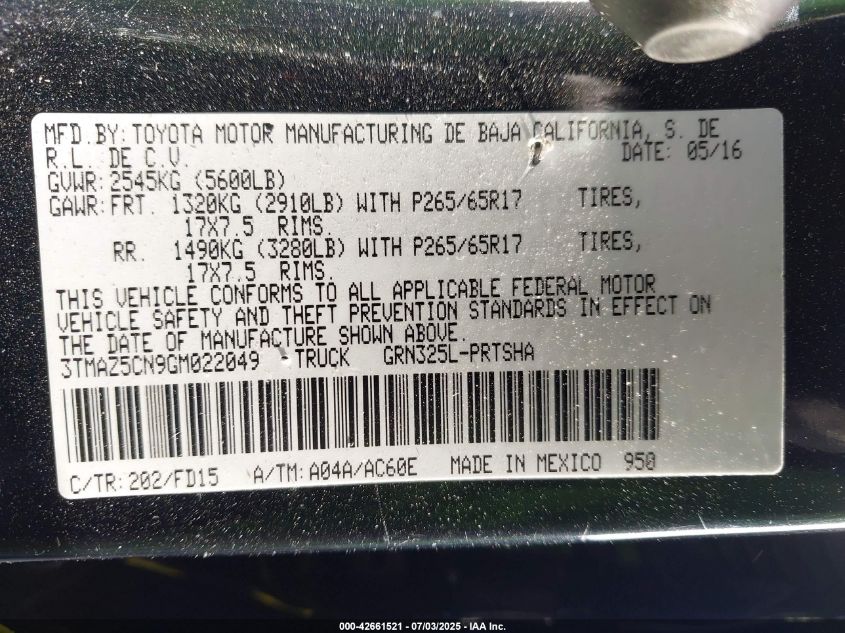 MFD.BY: TOYOTA MOTOR MANUFACTURING DE BAJA CALIFORNIA, S. DE
R.L. DE C.V. DATE: 05/16
GVWR: 2545KG (5600LB)
GAWR: FRT. 1320KG (2910LB) WITH P265/65R17 TIRES,
17X7.5 RIMS.
RR. 1490KG (3280LB) WITH P265/65R17 TIRES,
17X7.5 RIMS.
THIS VEHICLE CONFORMS TO ALL APPLICABLE FEDERAL MOTOR
VEHICLE SAFETY AND THEFT PREVENTION STANDARDS IN EFFECT ON
THE DATE OF MANUFACTURE SHOWN ABOVE.
3TMAZ5CN9GM022049 TRUCK GRN325L-PRTSHA
C/TR: 202/FD15 A/TM: A04A/AC60E MADE IN MEXICO 950
000-42661521 - 07/03/2025 - IAA Inc.